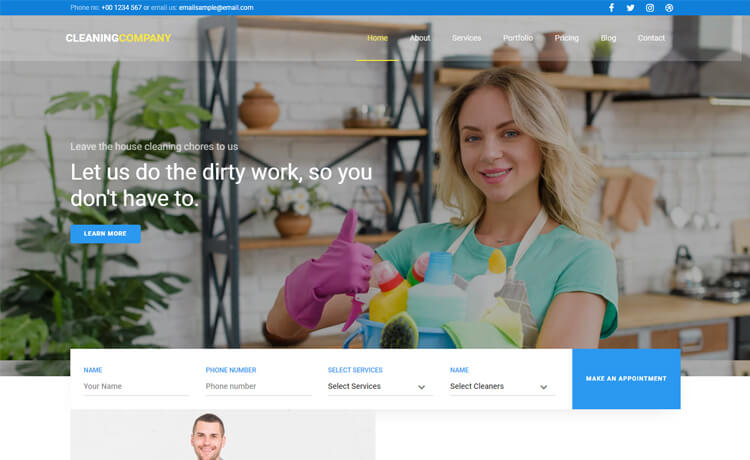 Phone no: +00 1234 567 or email us: emailsample@email.com
CLEANINGCOMPANY
Home About Services Portfolio Pricing Blog Contact
Leave the house cleaning chores to us
Let us do the dirty work, so you
don't have to.
LEARN MORE
NAME PHONE NUMBER SELECT SERVICES NAME
Your Name Phone number Select Services Select Cleaners
MAKE AN APPOINTMENT